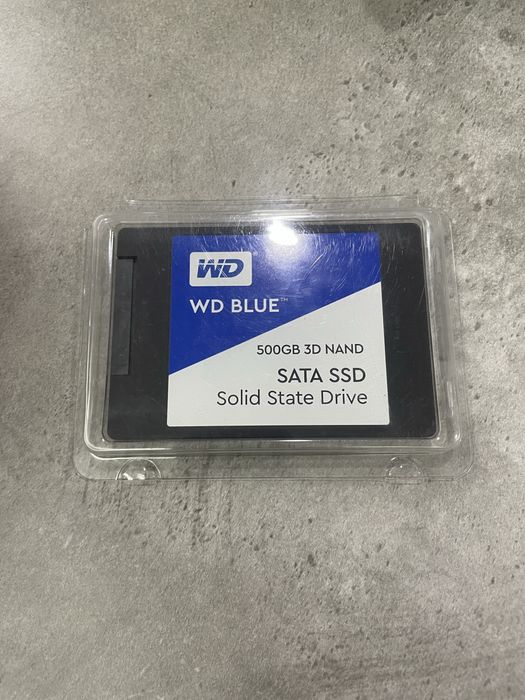 WD
WD BLUE™
500GB 3D NAND
SATA SSD
Solid State Drive